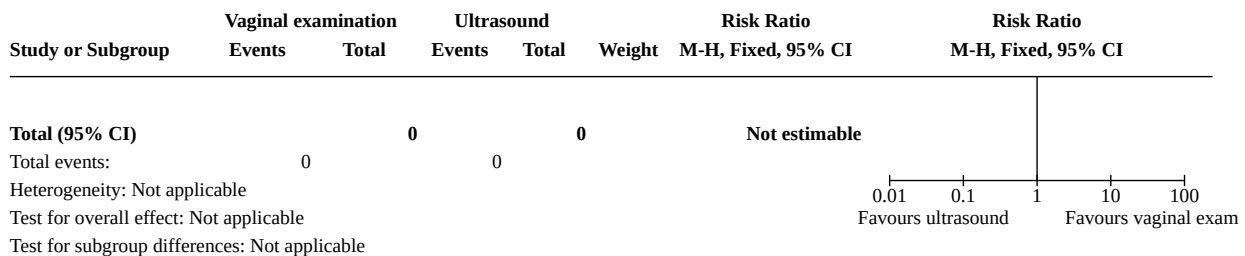 Vaginal examination Ultrasound Risk Ratio Risk Ratio
Study or Subgroup Events Total Events Total Weight M-H, Fixed, 95% CI M-H, Fixed, 95% CI
Total (95% CI) 0 0 Not estimable
Total events: 0 0
Heterogeneity: Not applicable
0.01 0.1 1 10 100
Test for overall effect: Not applicable
Favours ultrasound Favours vaginal exam
Test for subgroup differences: Not applicable